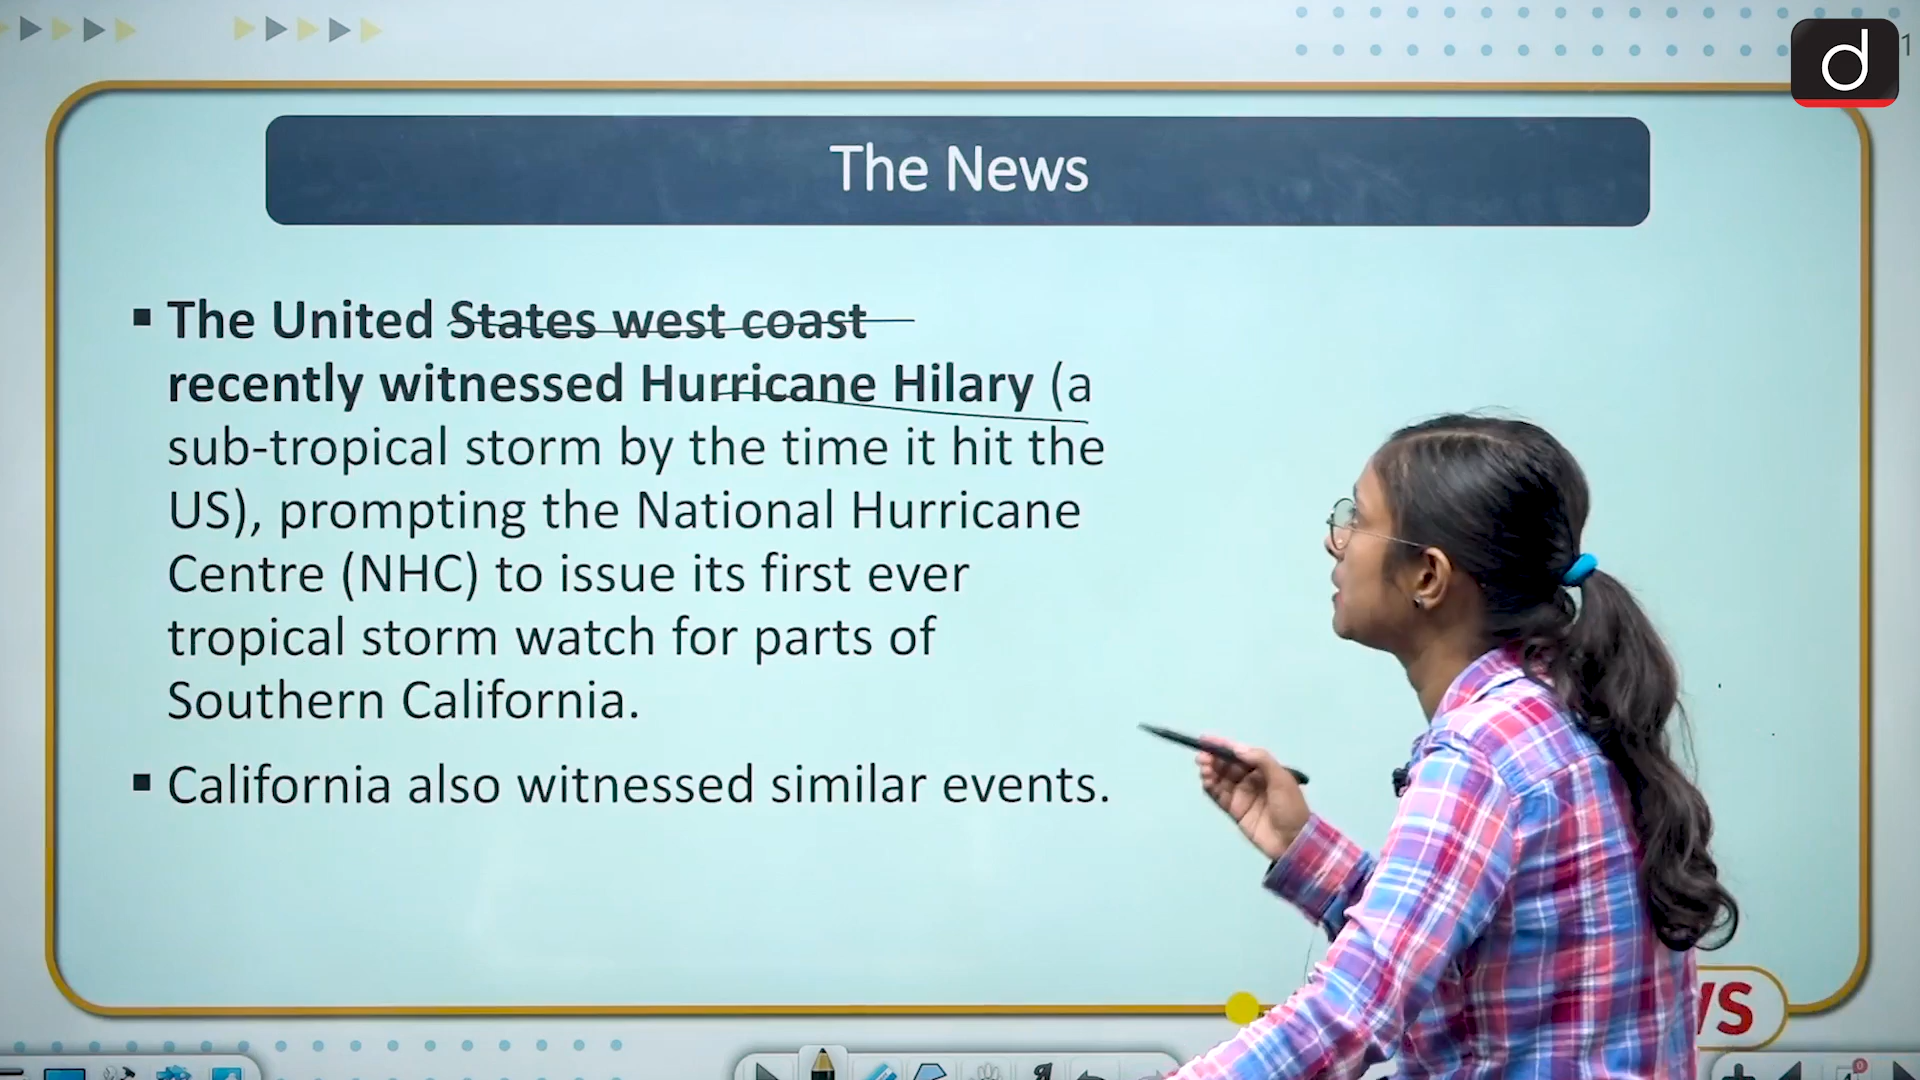 d
1
The News
▪ The United States west coast
recently witnessed Hurricane Hilary (a
sub-tropical storm by the time it hit the
US), prompting the National Hurricane
Centre (NHC) to issue its first ever
tropical storm watch for parts of
Southern California.
▪ California also witnessed similar events.
WS